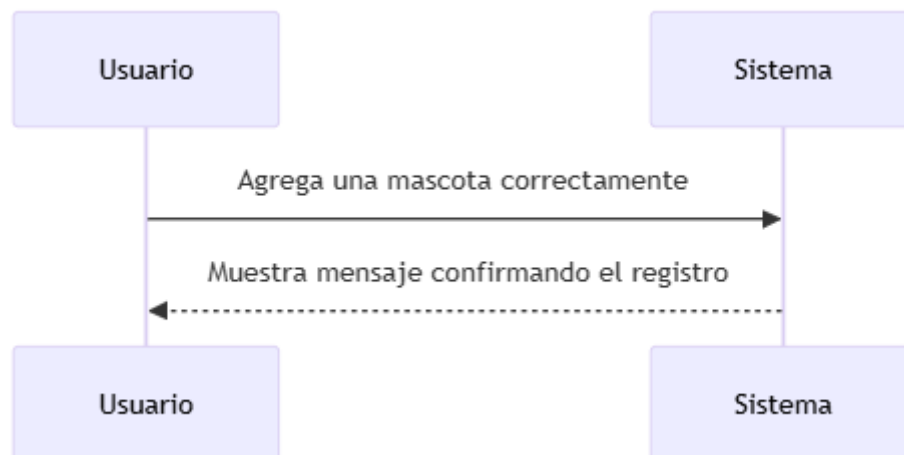 Usuario
Sistema
Agrega una mascota correctamente
Muestra mensaje confirmando el registro
Usuario
Sistema